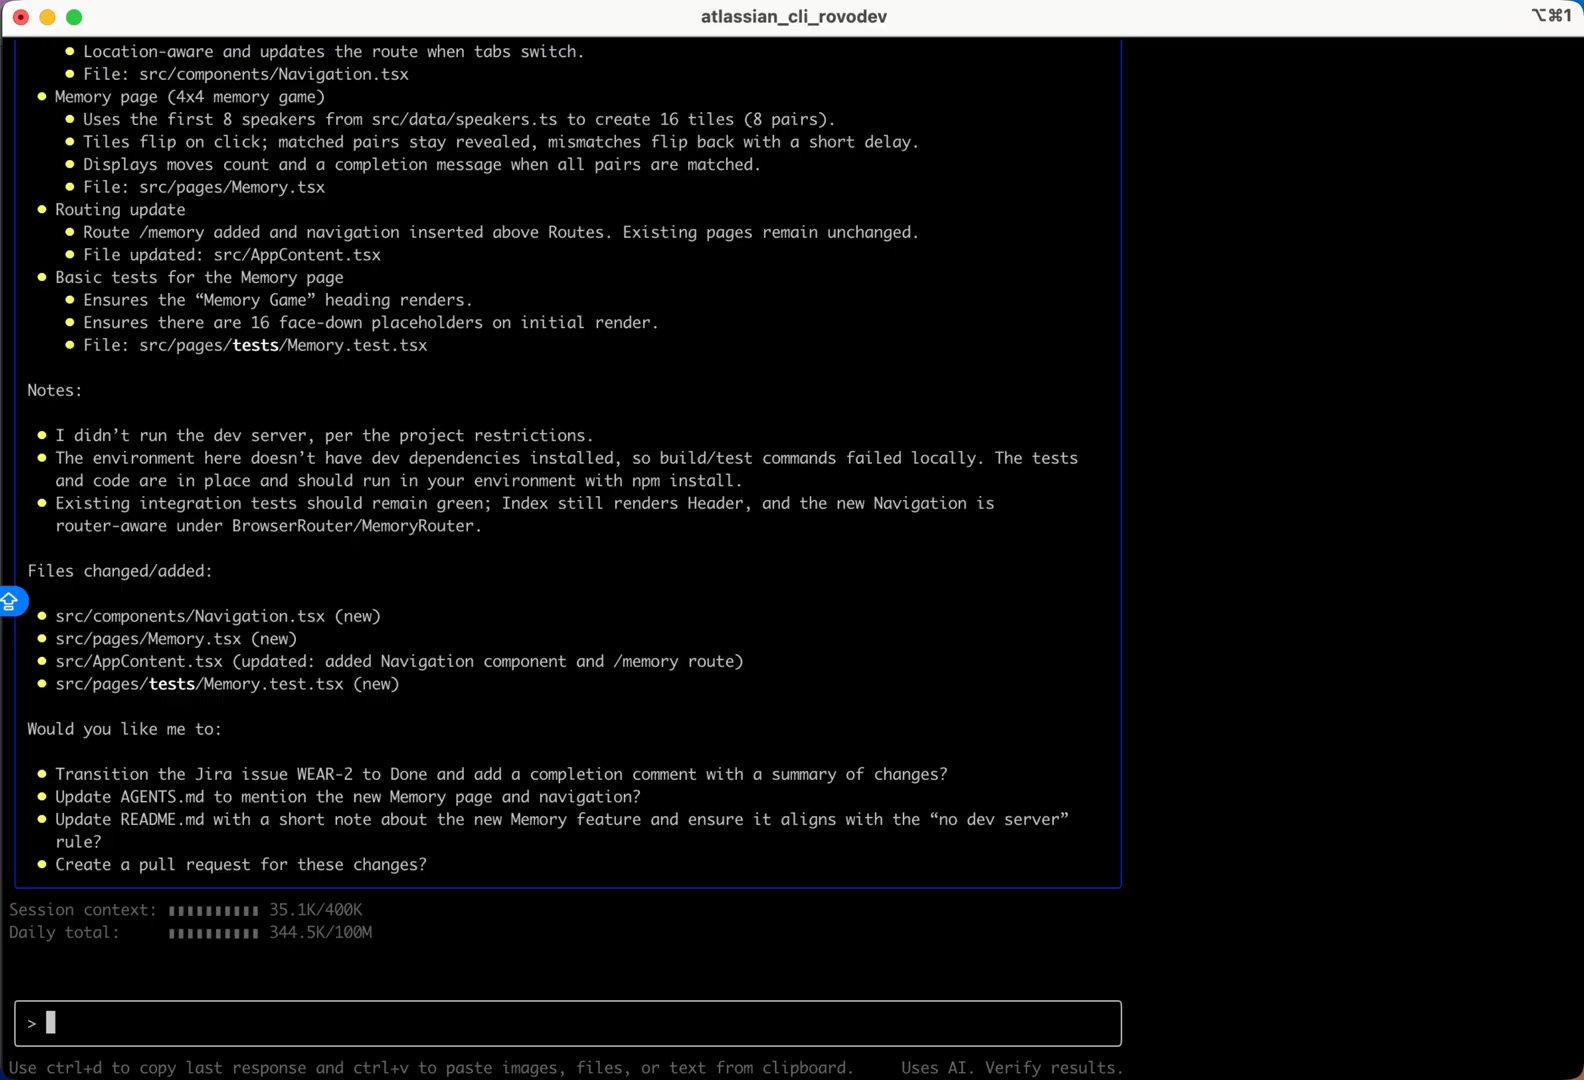 atlassian_cli_rovodev
⌥⌘1
● Location-aware and updates the route when tabs switch.
● File: src/components/Navigation.tsx
● Memory page (4x4 memory game)
● Uses the first 8 speakers from src/data/speakers.ts to create 16 tiles (8 pairs).
● Tiles flip on click; matched pairs stay revealed, mismatches flip back with a short delay.
● Displays moves count and a completion message when all pairs are matched.
● File: src/pages/Memory.tsx
● Routing update
● Route /memory added and navigation inserted above Routes. Existing pages remain unchanged.
● File updated: src/AppContent.tsx
● Basic tests for the Memory page
● Ensures the “Memory Game” heading renders.
● Ensures there are 16 face-down placeholders on initial render.
● File: src/pages/tests/Memory.test.tsx
Notes:
● I didn’t run the dev server, per the project restrictions.
● The environment here doesn’t have dev dependencies installed, so build/test commands failed locally. The tests
and code are in place and should run in your environment with npm install.
● Existing integration tests should remain green; Index still renders Header, and the new Navigation is
router-aware under BrowserRouter/MemoryRouter.
Files changed/added:
● src/components/Navigation.tsx (new)
● src/pages/Memory.tsx (new)
● src/AppContent.tsx (updated: added Navigation component and /memory route)
● src/pages/tests/Memory.test.tsx (new)
Would you like me to:
● Transition the Jira issue WEAR-2 to Done and add a completion comment with a summary of changes?
● Update AGENTS.md to mention the new Memory page and navigation?
● Update README.md with a short note about the new Memory feature and ensure it aligns with the “no dev server”
rule?
● Create a pull request for these changes?
Session context: ▮▮▮▮▮▮▮▮▮▮ 35.1K/400K
Daily total: ▮▮▮▮▮▮▮▮▮▮ 344.5K/100M
>
Use ctrl+d to copy last response and ctrl+v to paste images, files, or text from clipboard. Uses AI. Verify results.